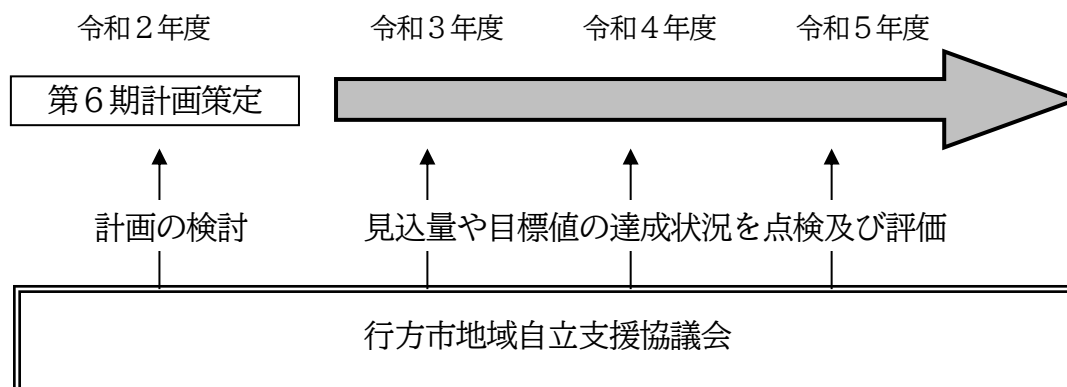 令和２年度 令和３年度 令和４年度 令和５年度
第６期計画策定
計画の検討 見込量や目標値の達成状況を点検及び評価
行方市地域自立支援協議会